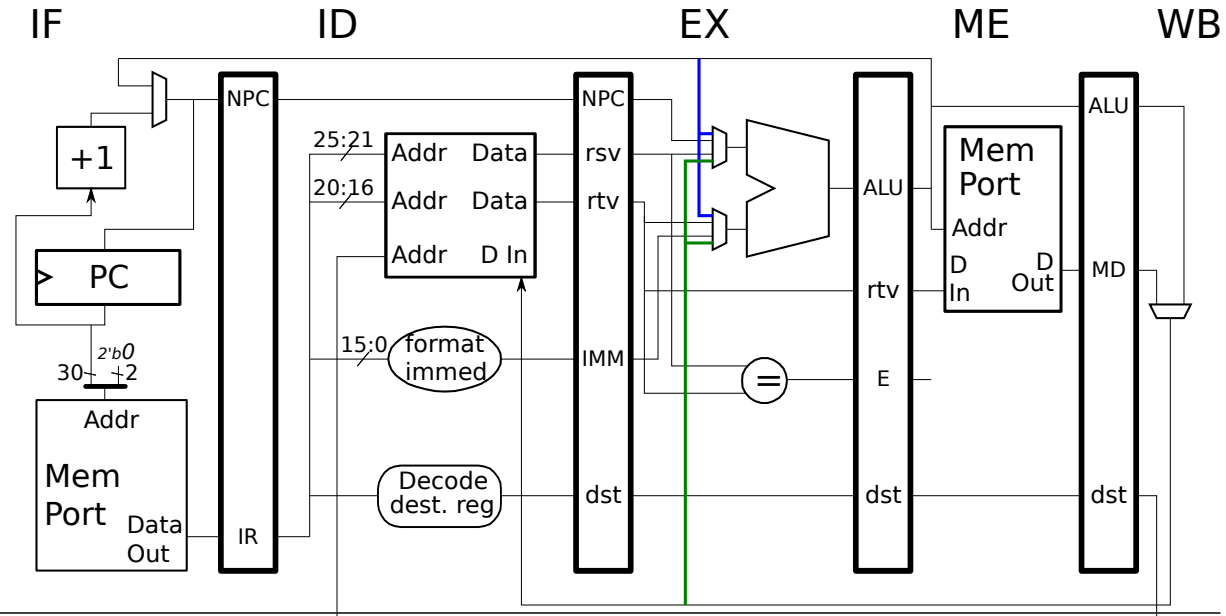 IF ID EX ME WB
NPC NPC ALU
+1
25:21 Addr Data rsv
Mem
Port
20:16 Addr Data rtv
ALU
Addr
Addr D In
PC
D
In
D
Out
MD
rtv
2'b0
30 2
15:0 format
immed
IMM
=
E
Addr
Mem
Port
Data
Out
IR
Decode
dest. reg
dst dst dst